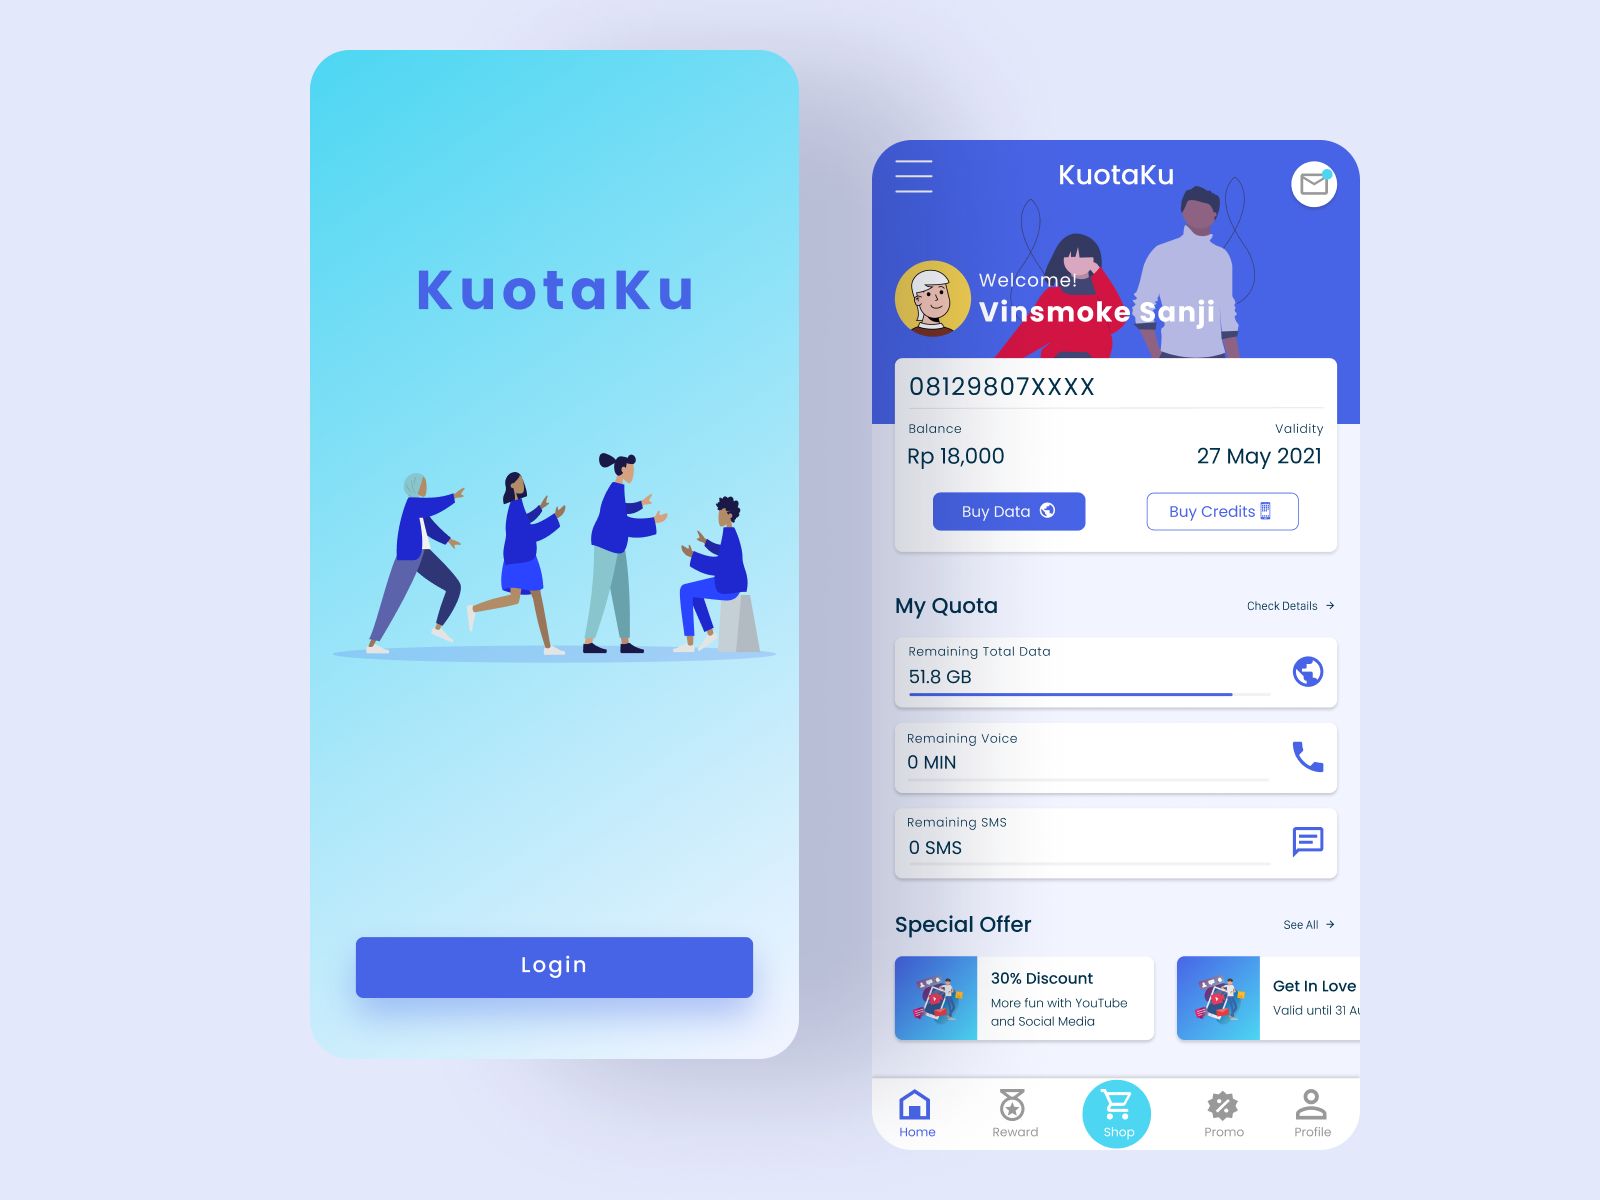 KuotaKu
Login
KuotaKu
Welcome!
Vinsmoke Sanji
08129807XXXX
Balance
Validity
Rp 18,000
27 May 2021
Buy Data
Buy Credits
My Quota
Check Details
Remaining Total Data
51.8 GB
Remaining Voice
0 MIN
Remaining SMS
0 SMS
Special Offer
See All
30% Discount
More fun with YouTube
and Social Media
Get In Love
Valid until 31 Au
Home
Reward
Shop
Promo
Profile